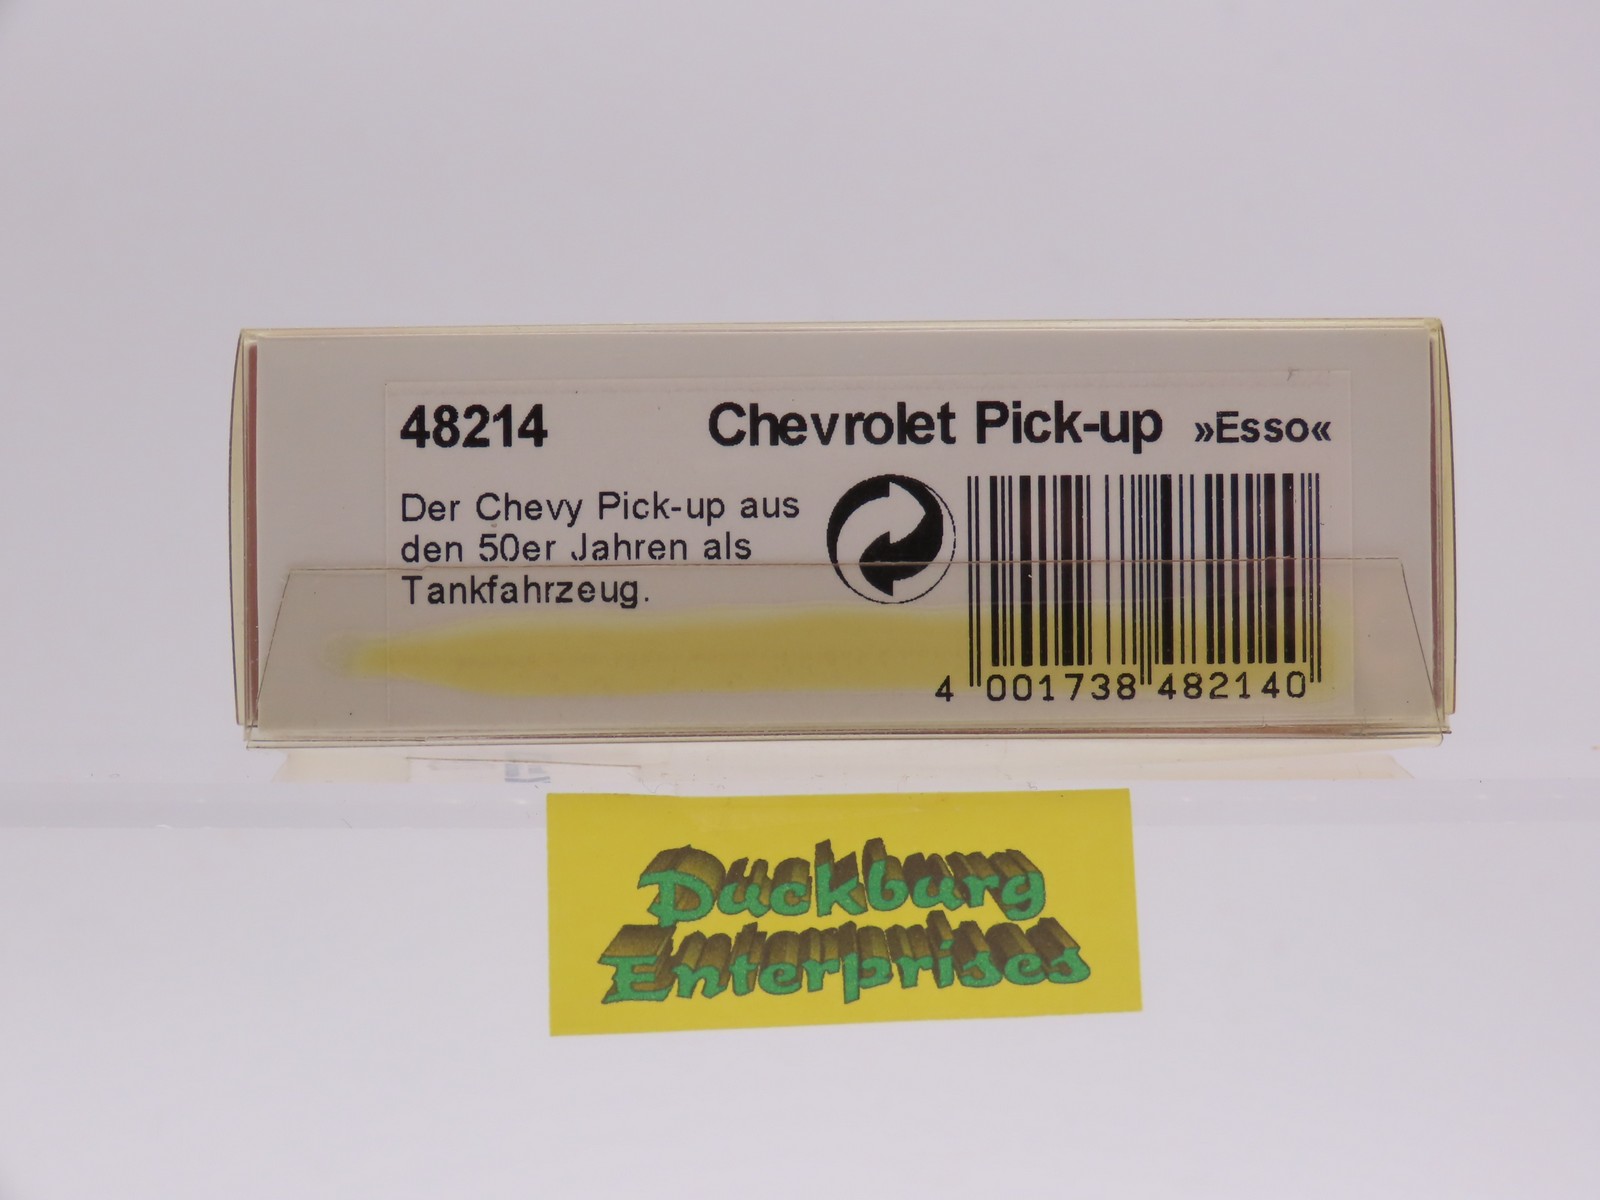 48214 Chevrolet Pick-up »Esso«
Der Chevy Pick-up aus
den 50er Jahren als
Tankfahrzeug.
4 001738 482140
Duckburg
Enterprises